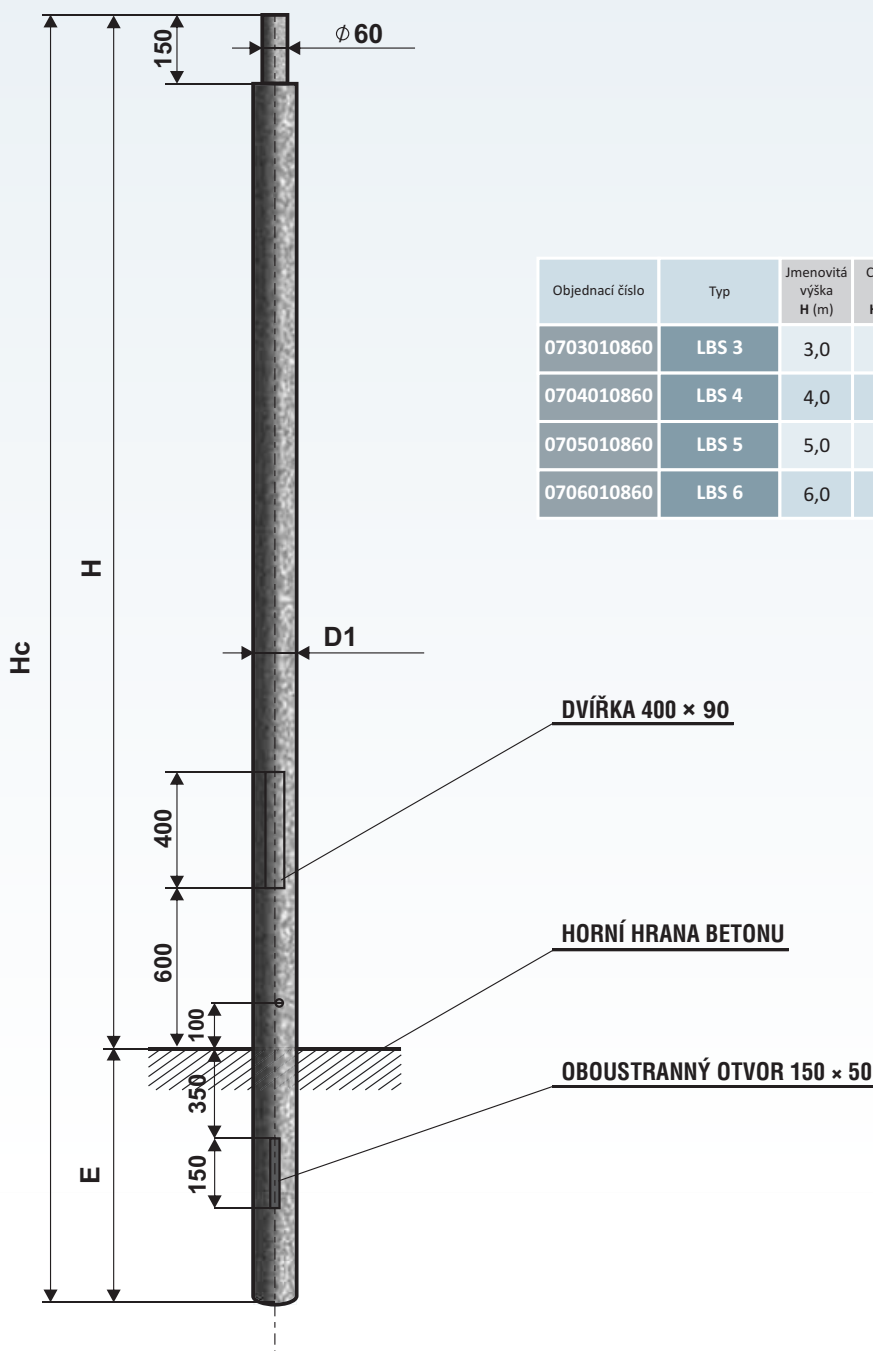 150
ϕ 60
Objednací číslo
Typ
Jmenovitá
výška
H (m)
0703010860 LBS 3 3,0
0704010860 LBS 4 4,0
0705010860 LBS 5 5,0
0706010860 LBS 6 6,0
H
Hc
D1
DVÍŘKA 400 × 90
400
600
HORNÍ HRANA BETONU
100
350
OBOUSTRANNÝ OTVOR 150 × 50
150
E